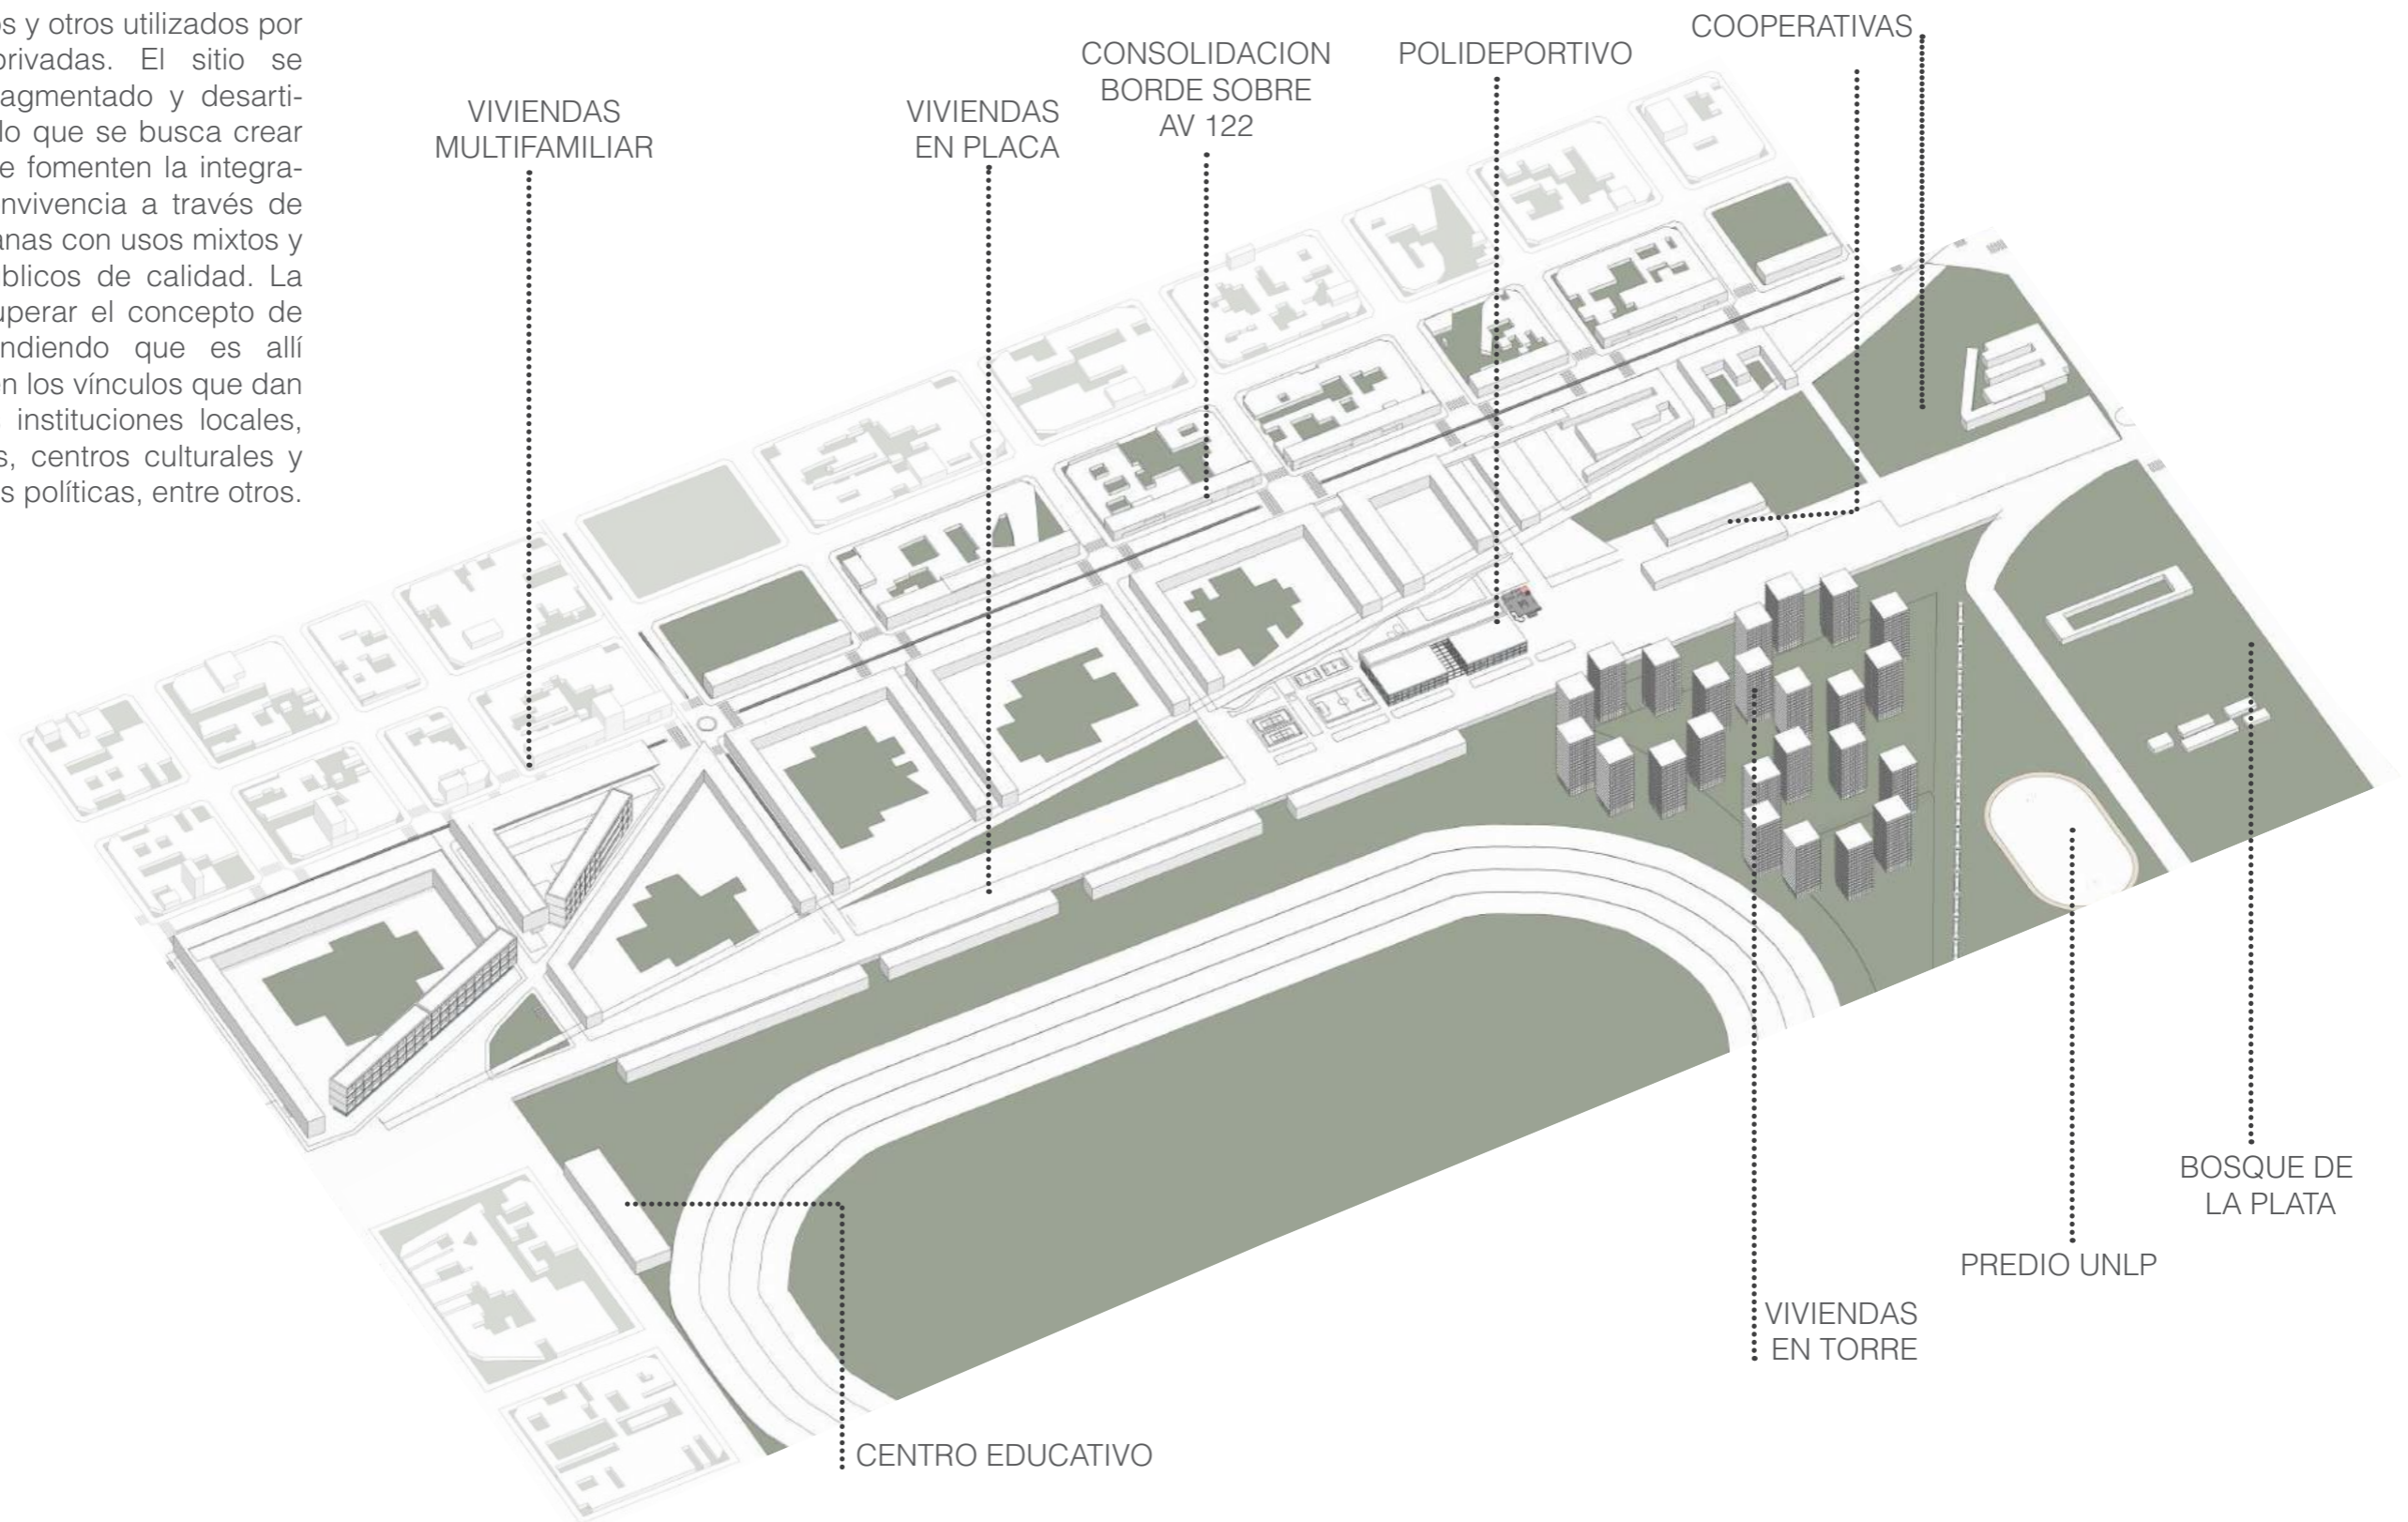 os y otros utilizados por
privadas. El sitio se
agmentado y desarti-
lo que se busca crear
e fomenten la integra-
nvivencia a través de
anas con usos mixtos y
blicos de calidad. La
uperar el concepto de
ndiendo que es allí
en los vínculos que dan
instituciones locales,
s, centros culturales y
s políticas, entre otros.
VIVIENDAS
MULTIFAMILIAR
VIVIENDAS
EN PLACA
CONSOLIDACION
BORDE SOBRE
AV 122
POLIDEPORTIVO
COOPERATIVAS
BOSQUE DE
LA PLATA
PREDIO UNLP
VIVIENDAS
EN TORRE
CENTRO EDUCATIVO